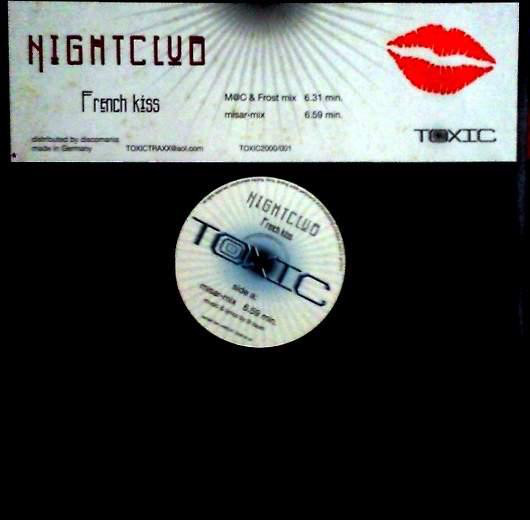 NIGHTCLUB
French kiss
M@C & Frost mix 6.31 min.
misar-mix 6.59 min.
TOXIC
distributed by discomania
made in Germany TOXICTRAXX@aol.com TOXIC2000/001
NIGHTCLUB
French kiss
TOXIC
side a:
misar-mix 6.59 min.